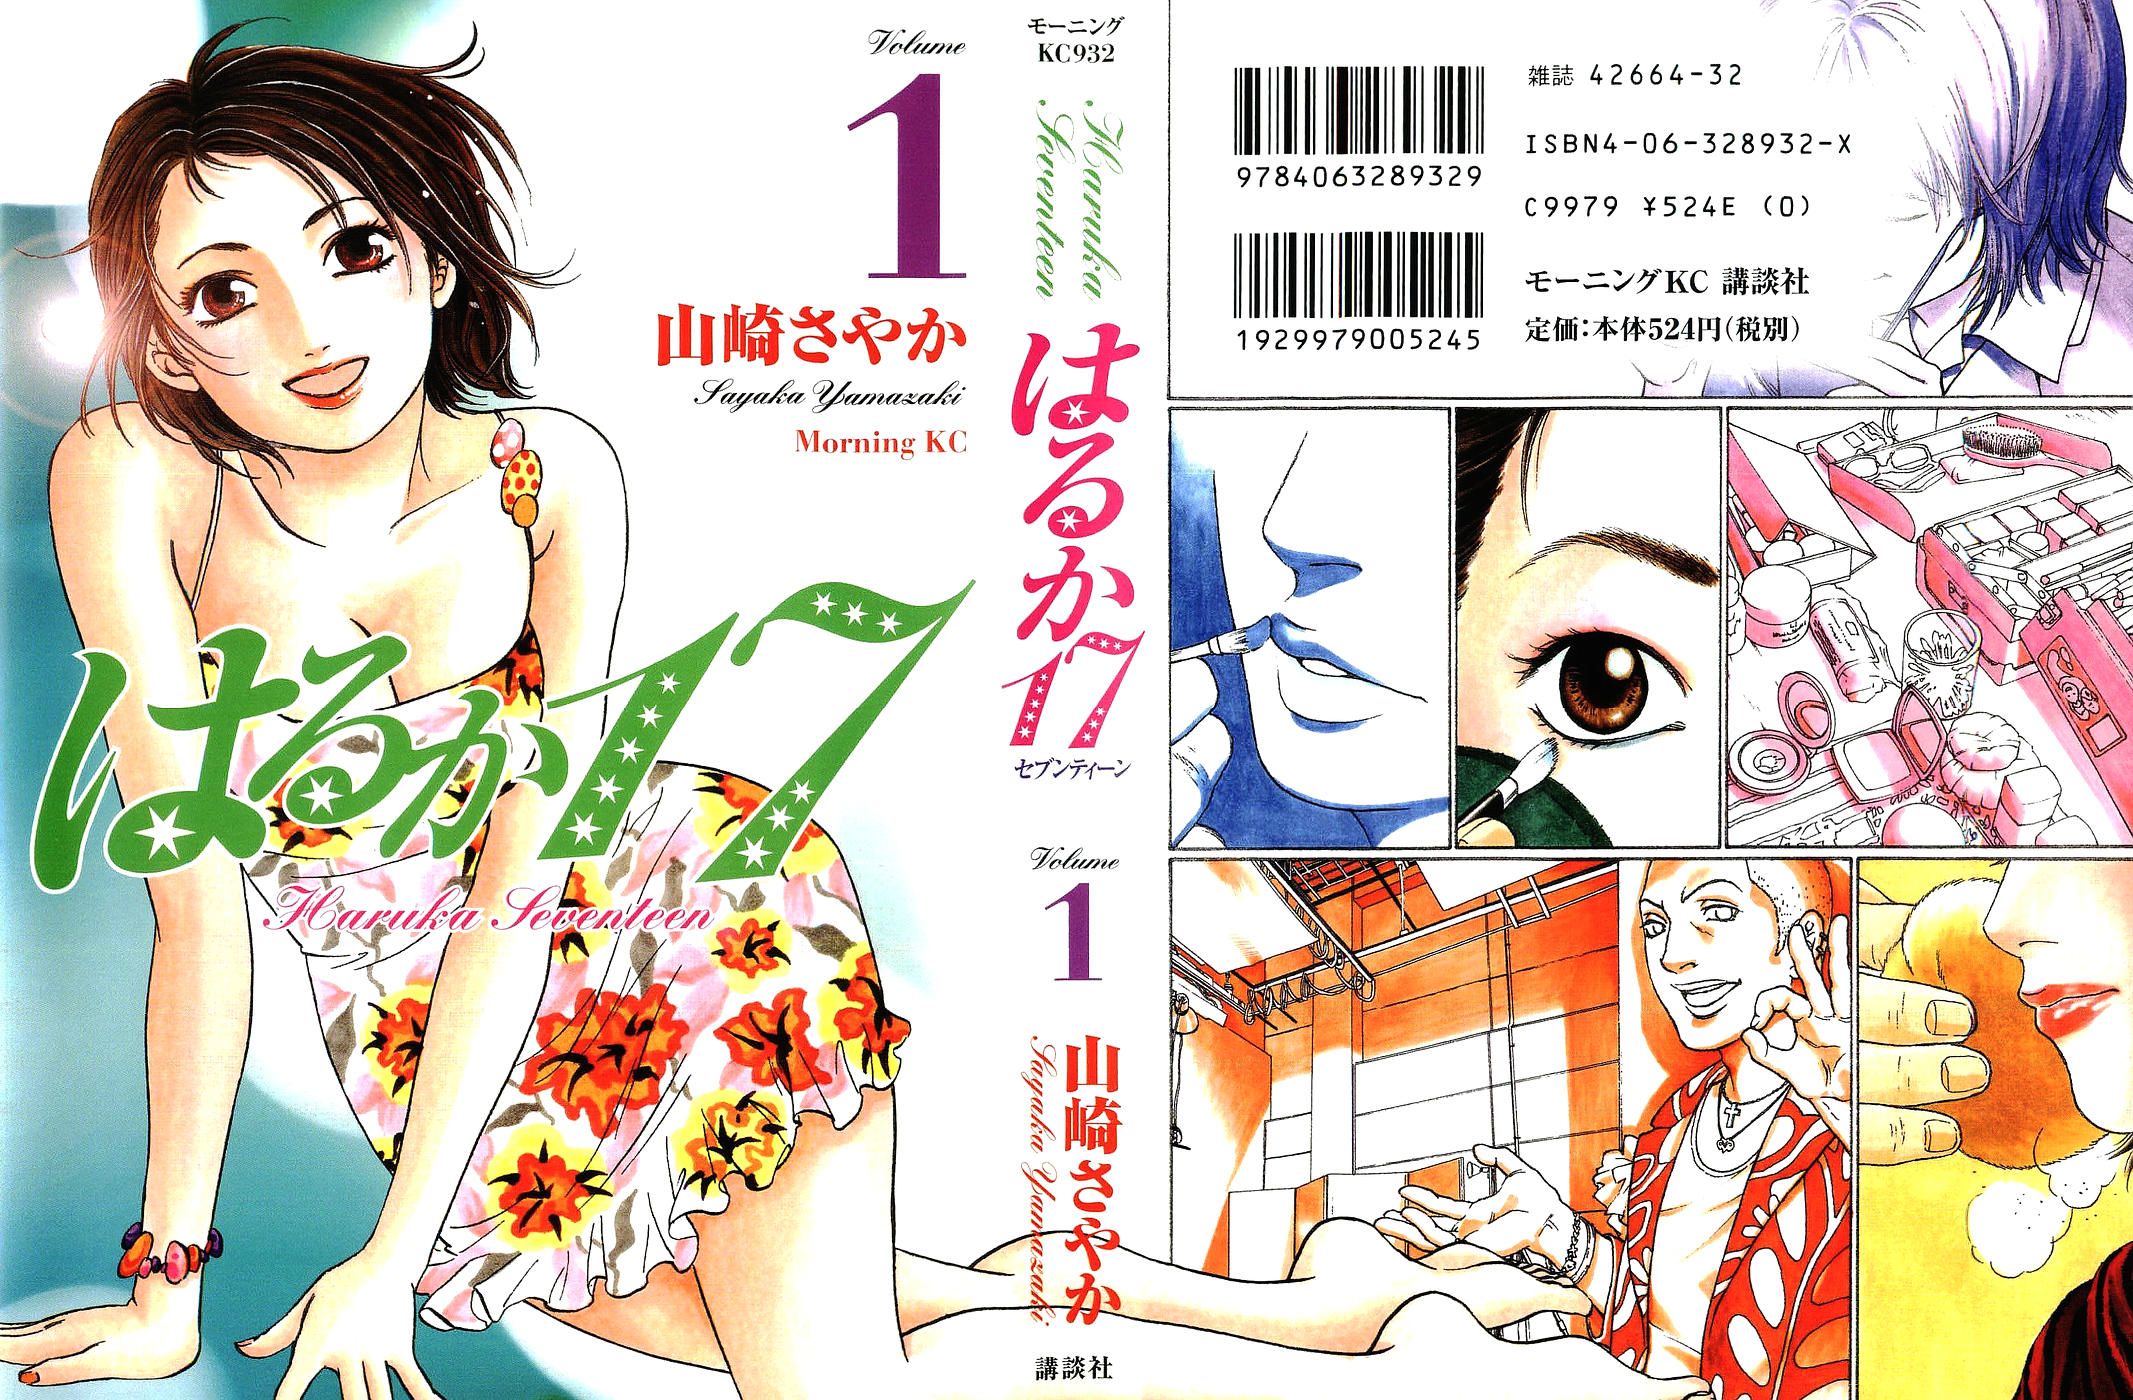 Volume
1
山崎さやか
Sayaka Yamazaki
Morning KC
はるか17
Haruka Seventeen
モーニング
KC932
Haruka
Seventeen
はるか17
セブンティーン
Volume
1
山崎さやか
Sayaka Yamazaki
講談社
9784063289329
1929979005245
雑誌 42664-32
ISBN4-06-328932-X
C9979 ¥524E (0)
モーニングKC 講談社
定価:本体524円(税別)